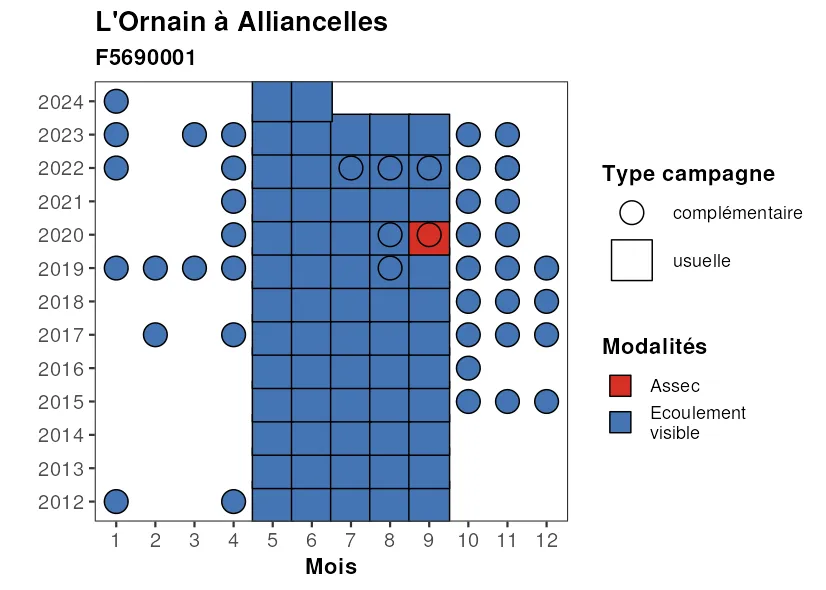 L'Ornain à Alliancelles
F5690001
2024
2023
2022
2021
2020
2019
2018
2017
2016
2015
2014
2013
2012
1 2 3 4 5 6 7 8 9 10 11 12
Mois
Type campagne
complémentaire
usuelle
Modalités
Assec
Ecoulement
visible